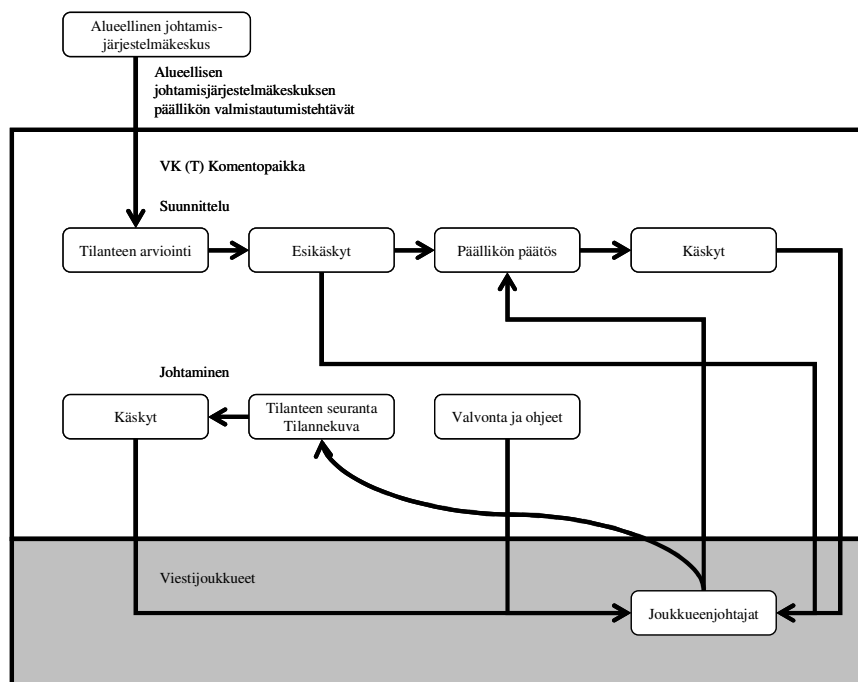 Alueellinen johtamis-
järjestelmäkeskus
Alueellisen
johtamisjärjestelmäkeskuksen
päällikön valmistautumistehtävät
VK (T) Komentopaikka
Suunnittelu
Tilanteen arviointi
Esikäskyt
Päällikön päätös
Käskyt
Johtaminen
Käskyt
Tilanteen seuranta
Tilannekuva
Valvonta ja ohjeet
Viestijoukkueet
Joukkueenjohtajat